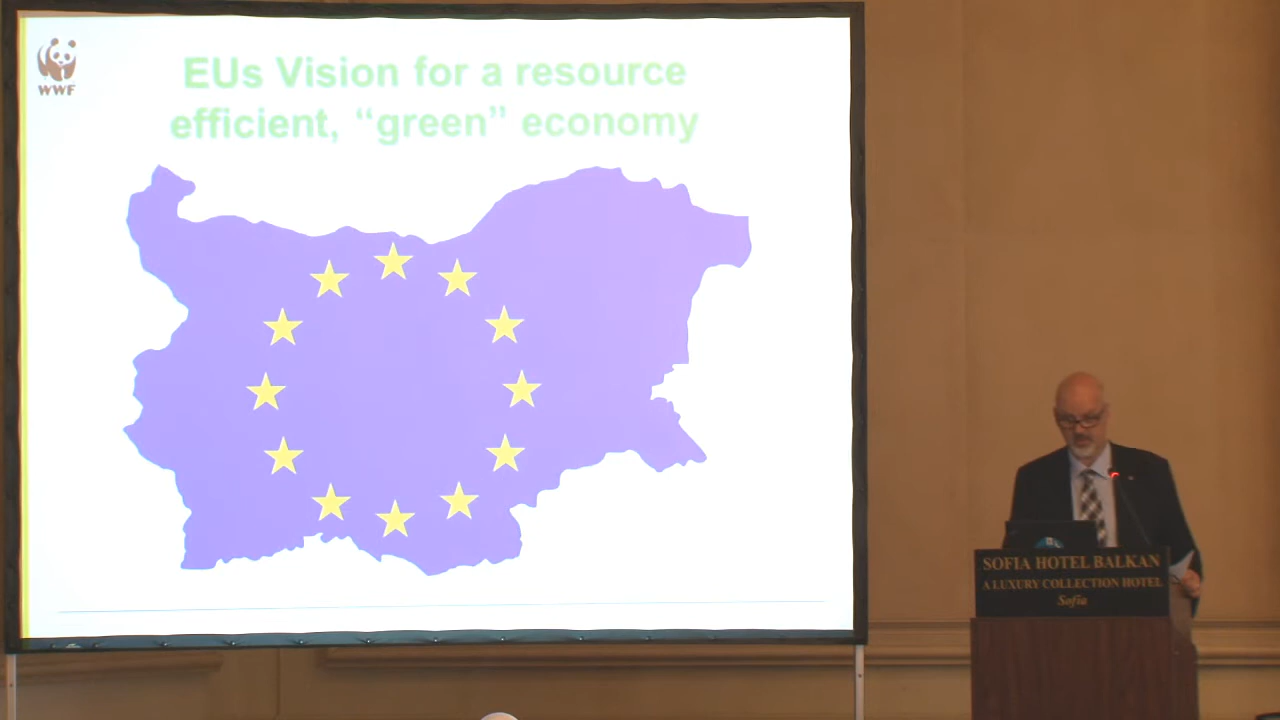 WWF
EUs Vision for a resource
efficient, “green” economy
SOFIA HOTEL BALKAN
A LUXURY COLLECTION HOTEL
Sofia